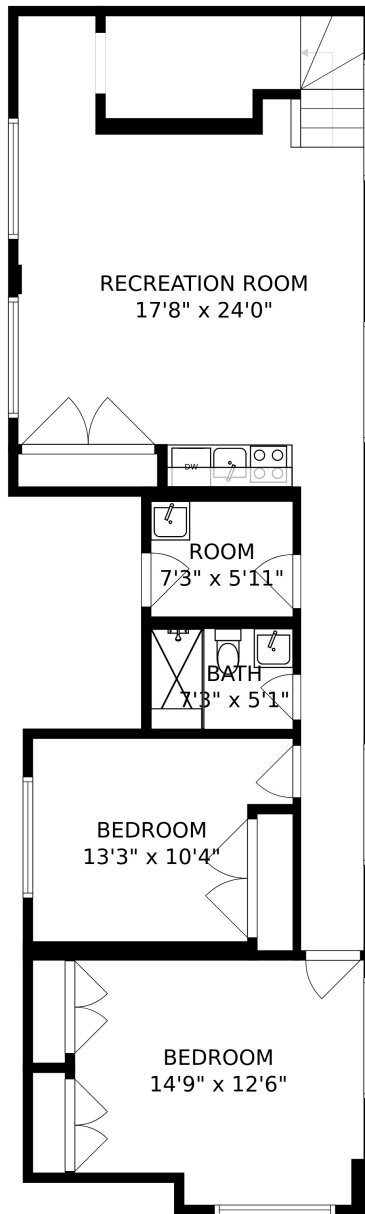 RECREATION ROOM
17'8" x 24'0"
DW
ROOM
7'3" x 5'11"
BATH
7'3" x 5'1"
BEDROOM
13'3" x 10'4"
BEDROOM
14'9" x 12'6"